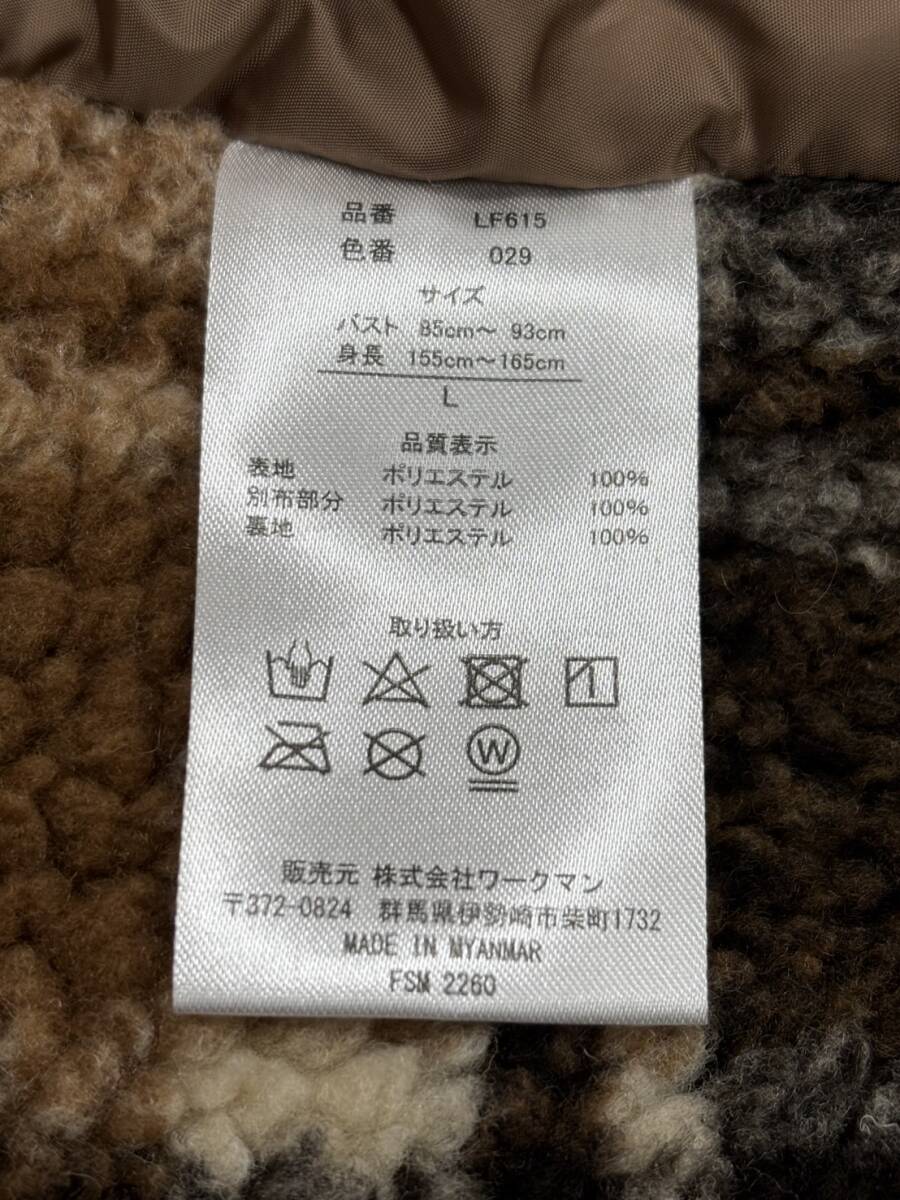 品番 LF615
色番 029
サイズ
バスト 85cm～ 93cm
身長 155cm～165cm
L
品質表示
表地 ポリエステル 100%
別布部分 ポリエステル 100%
裏地 ポリエステル 100%
取り扱い方
W
販売元 株式会社ワークマン
〒372-0824 群馬県伊勢崎市柴町1732
MADE IN MYANMAR
FSM 2260